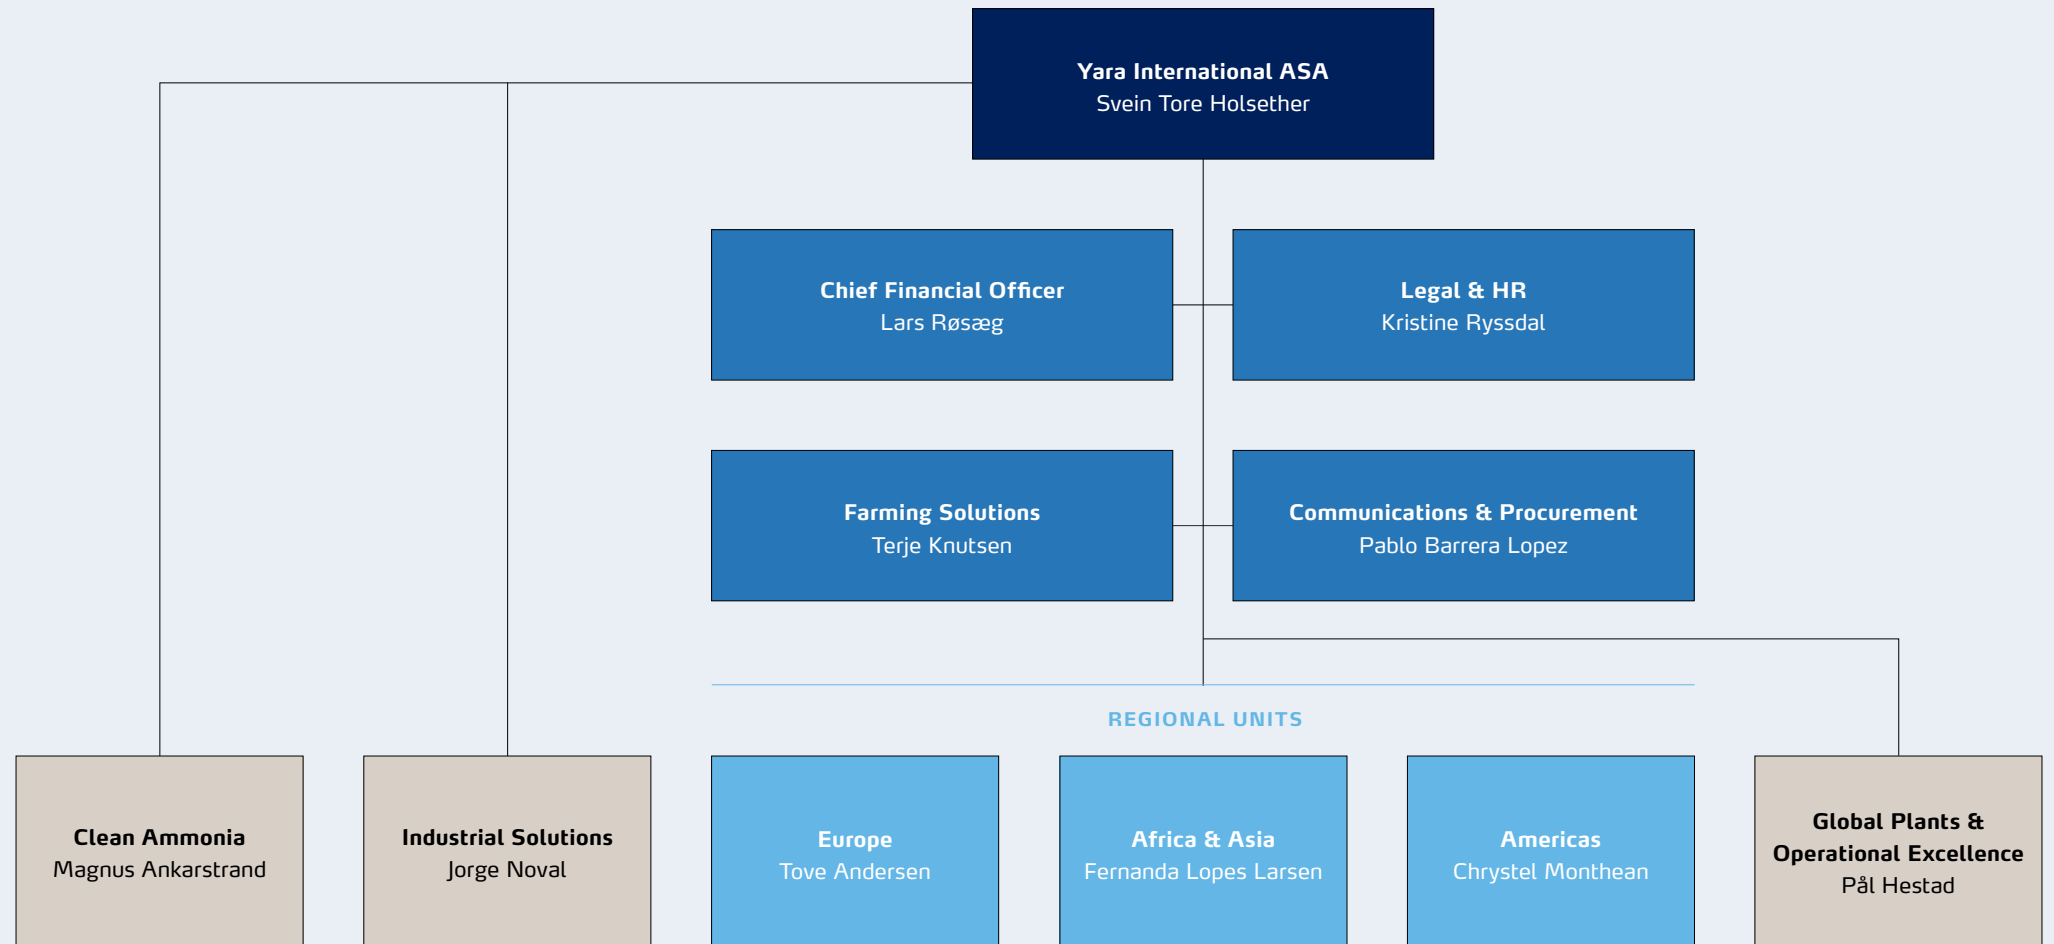 Yara International ASA
Svein Tore Holsether
Chief Financial Officer
Lars Røsæg
Legal & HR
Kristine Ryssdal
Farming Solutions
Terje Knutsen
Communications & Procurement
Pablo Barrera Lopez
REGIONAL UNITS
Clean Ammonia
Magnus Ankarstrand
Industrial Solutions
Jorge Noval
Europe
Tove Andersen
Africa & Asia
Fernanda Lopes Larsen
Americas
Chrystel Monthean
Global Plants &
Operational Excellence
Pål Hestad